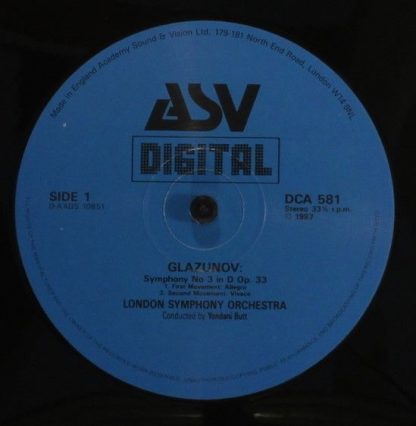 Made in England Academy Sound & Vision Ltd. 179-181 North End Road, London W14 9NL.
ASV
DIGITAL
SIDE 1
DCA 581
Stereo 33⅓ r.p.m.
℗ 1987
GLAZUNOV:
Symphony No 3 in D Op. 33
1. First Movement: Allegro
2. Second Movement: Vivace
LONDON SYMPHONY ORCHESTRA
Conducted by Yondani Butt